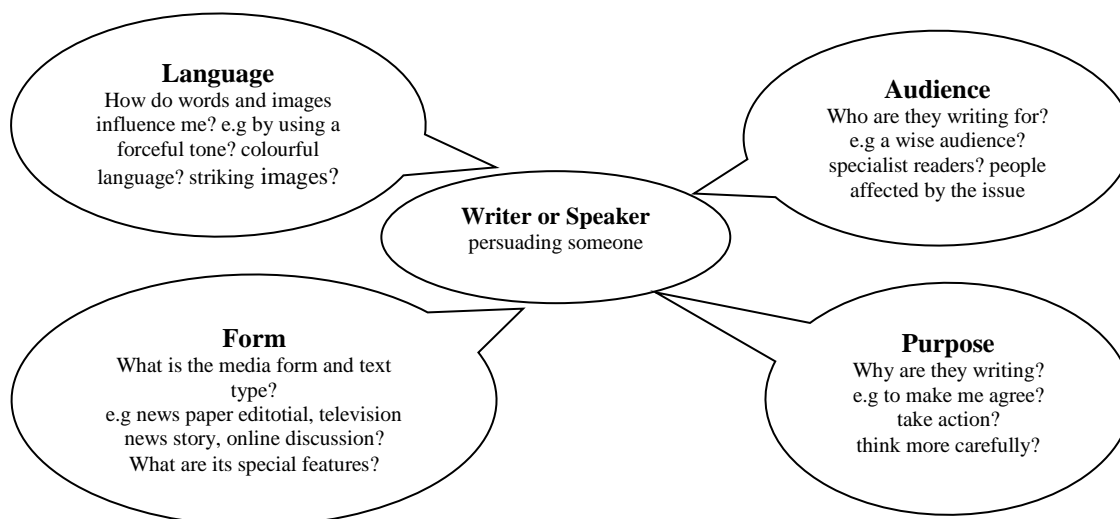 Language
How do words and images
influence me? e.g by using a
forceful tone? colourful
language? striking images?
Audience
Who are they writing for?
e.g a wise audience?
specialist readers? people
affected by the issue
Writer or Speaker
persuading someone
Form
What is the media form and text
type?
e.g news paper editotial, television
news story, online discussion?
What are its special features?
Purpose
Why are they writing?
e.g to make me agree?
take action?
think more carefully?